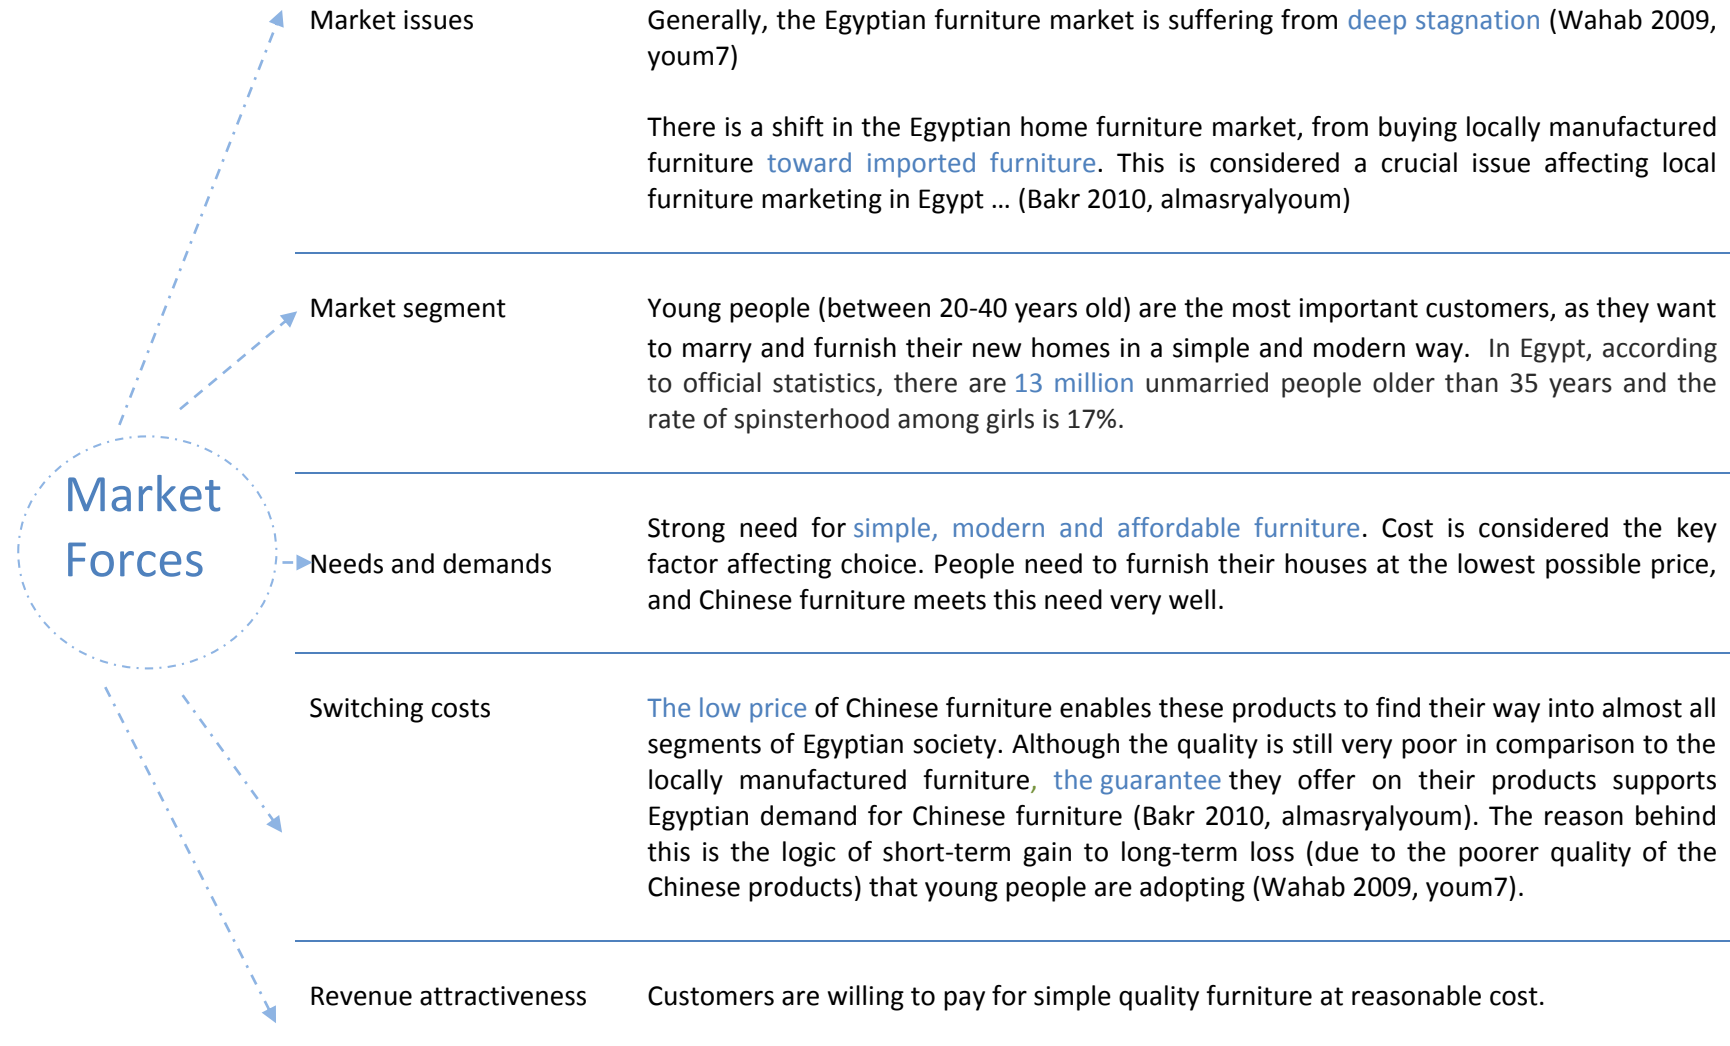 Market issues
Generally, the Egyptian furniture market is suffering from deep stagnation (Wahab 2009,
youm7)
There is a shift in the Egyptian home furniture market, from buying locally manufactured
furniture toward imported furniture. This is considered a crucial issue affecting local
furniture marketing in Egypt … (Bakr 2010, almasryalyoum)
Market segment
Young people (between 20-40 years old) are the most important customers, as they want
to marry and furnish their new homes in a simple and modern way. In Egypt, according
to official statistics, there are 13 million unmarried people older than 35 years and the
rate of spinsterhood among girls is 17%.
Market
Forces
Needs and demands
Strong need for simple, modern and affordable furniture. Cost is considered the key
factor affecting choice. People need to furnish their houses at the lowest possible price,
and Chinese furniture meets this need very well.
Switching costs
The low price of Chinese furniture enables these products to find their way into almost all
segments of Egyptian society. Although the quality is still very poor in comparison to the
locally manufactured furniture, the guarantee they offer on their products supports
Egyptian demand for Chinese furniture (Bakr 2010, almasryalyoum). The reason behind
this is the logic of short-term gain to long-term loss (due to the poorer quality of the
Chinese products) that young people are adopting (Wahab 2009, youm7).
Revenue attractiveness
Customers are willing to pay for simple quality furniture at reasonable cost.